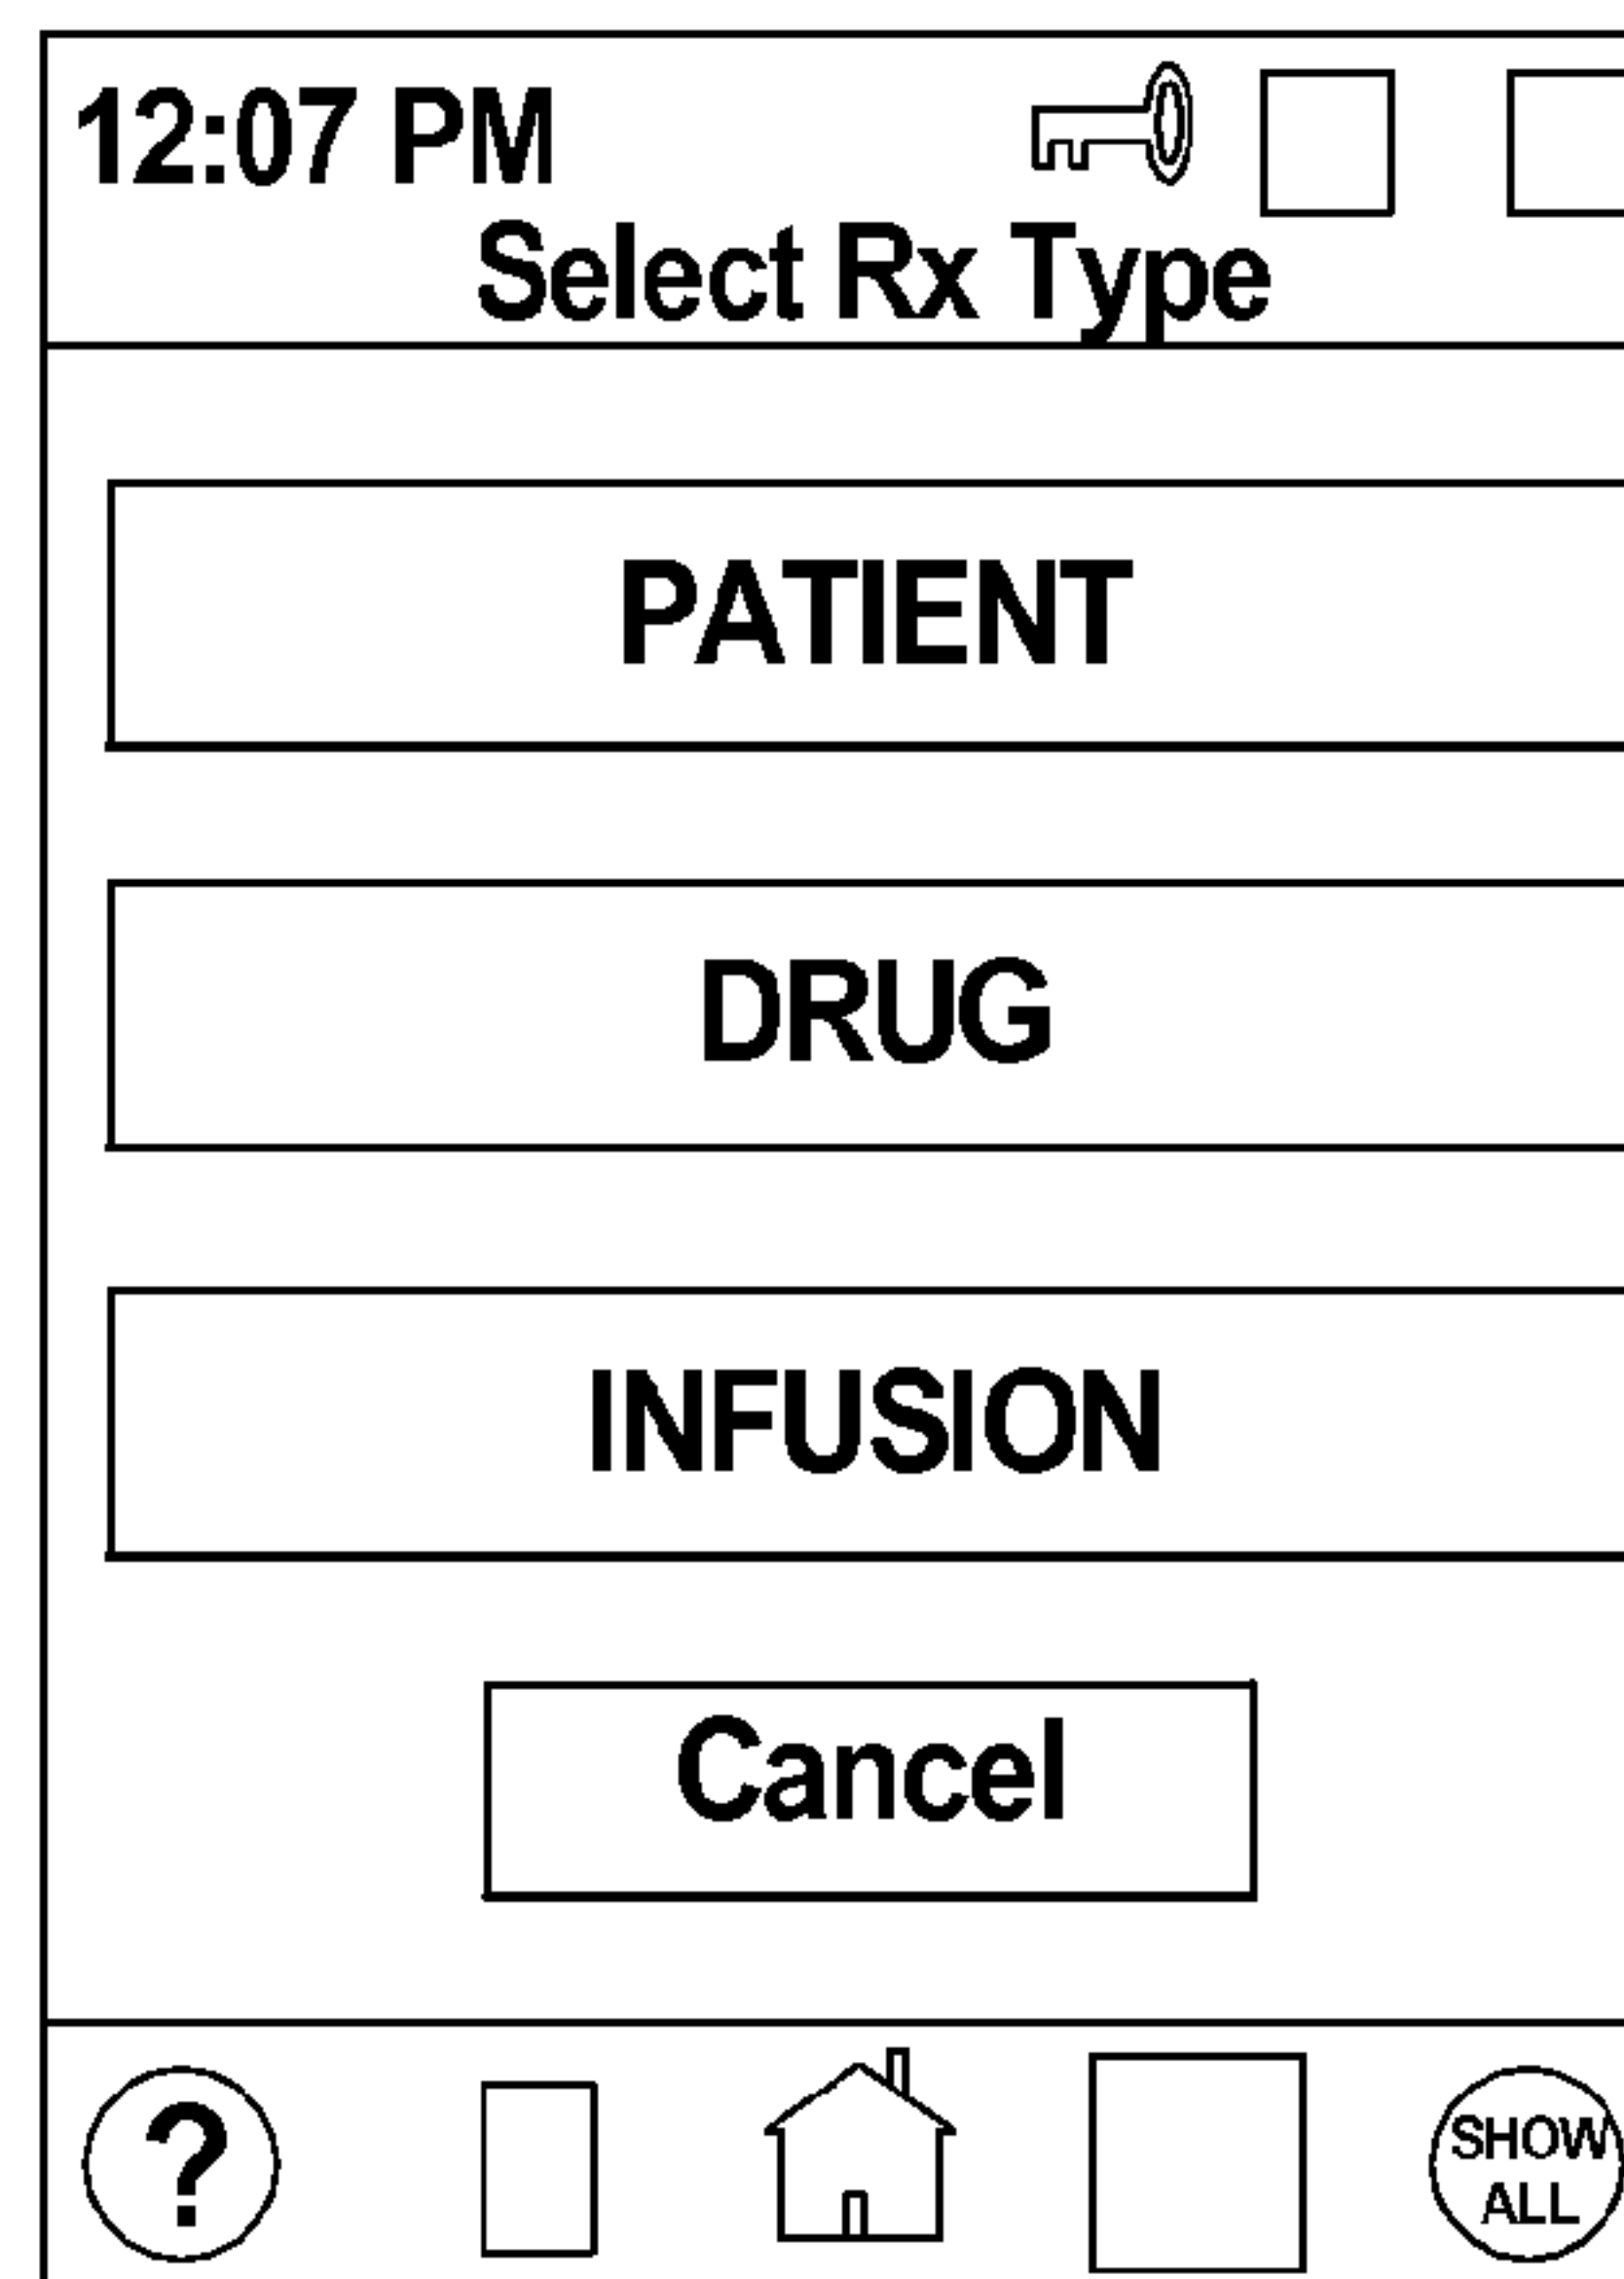 12:07 PM
Select Rx Type
PATIENT
DRUG
INFUSION
Cancel
?
SHOW
ALL